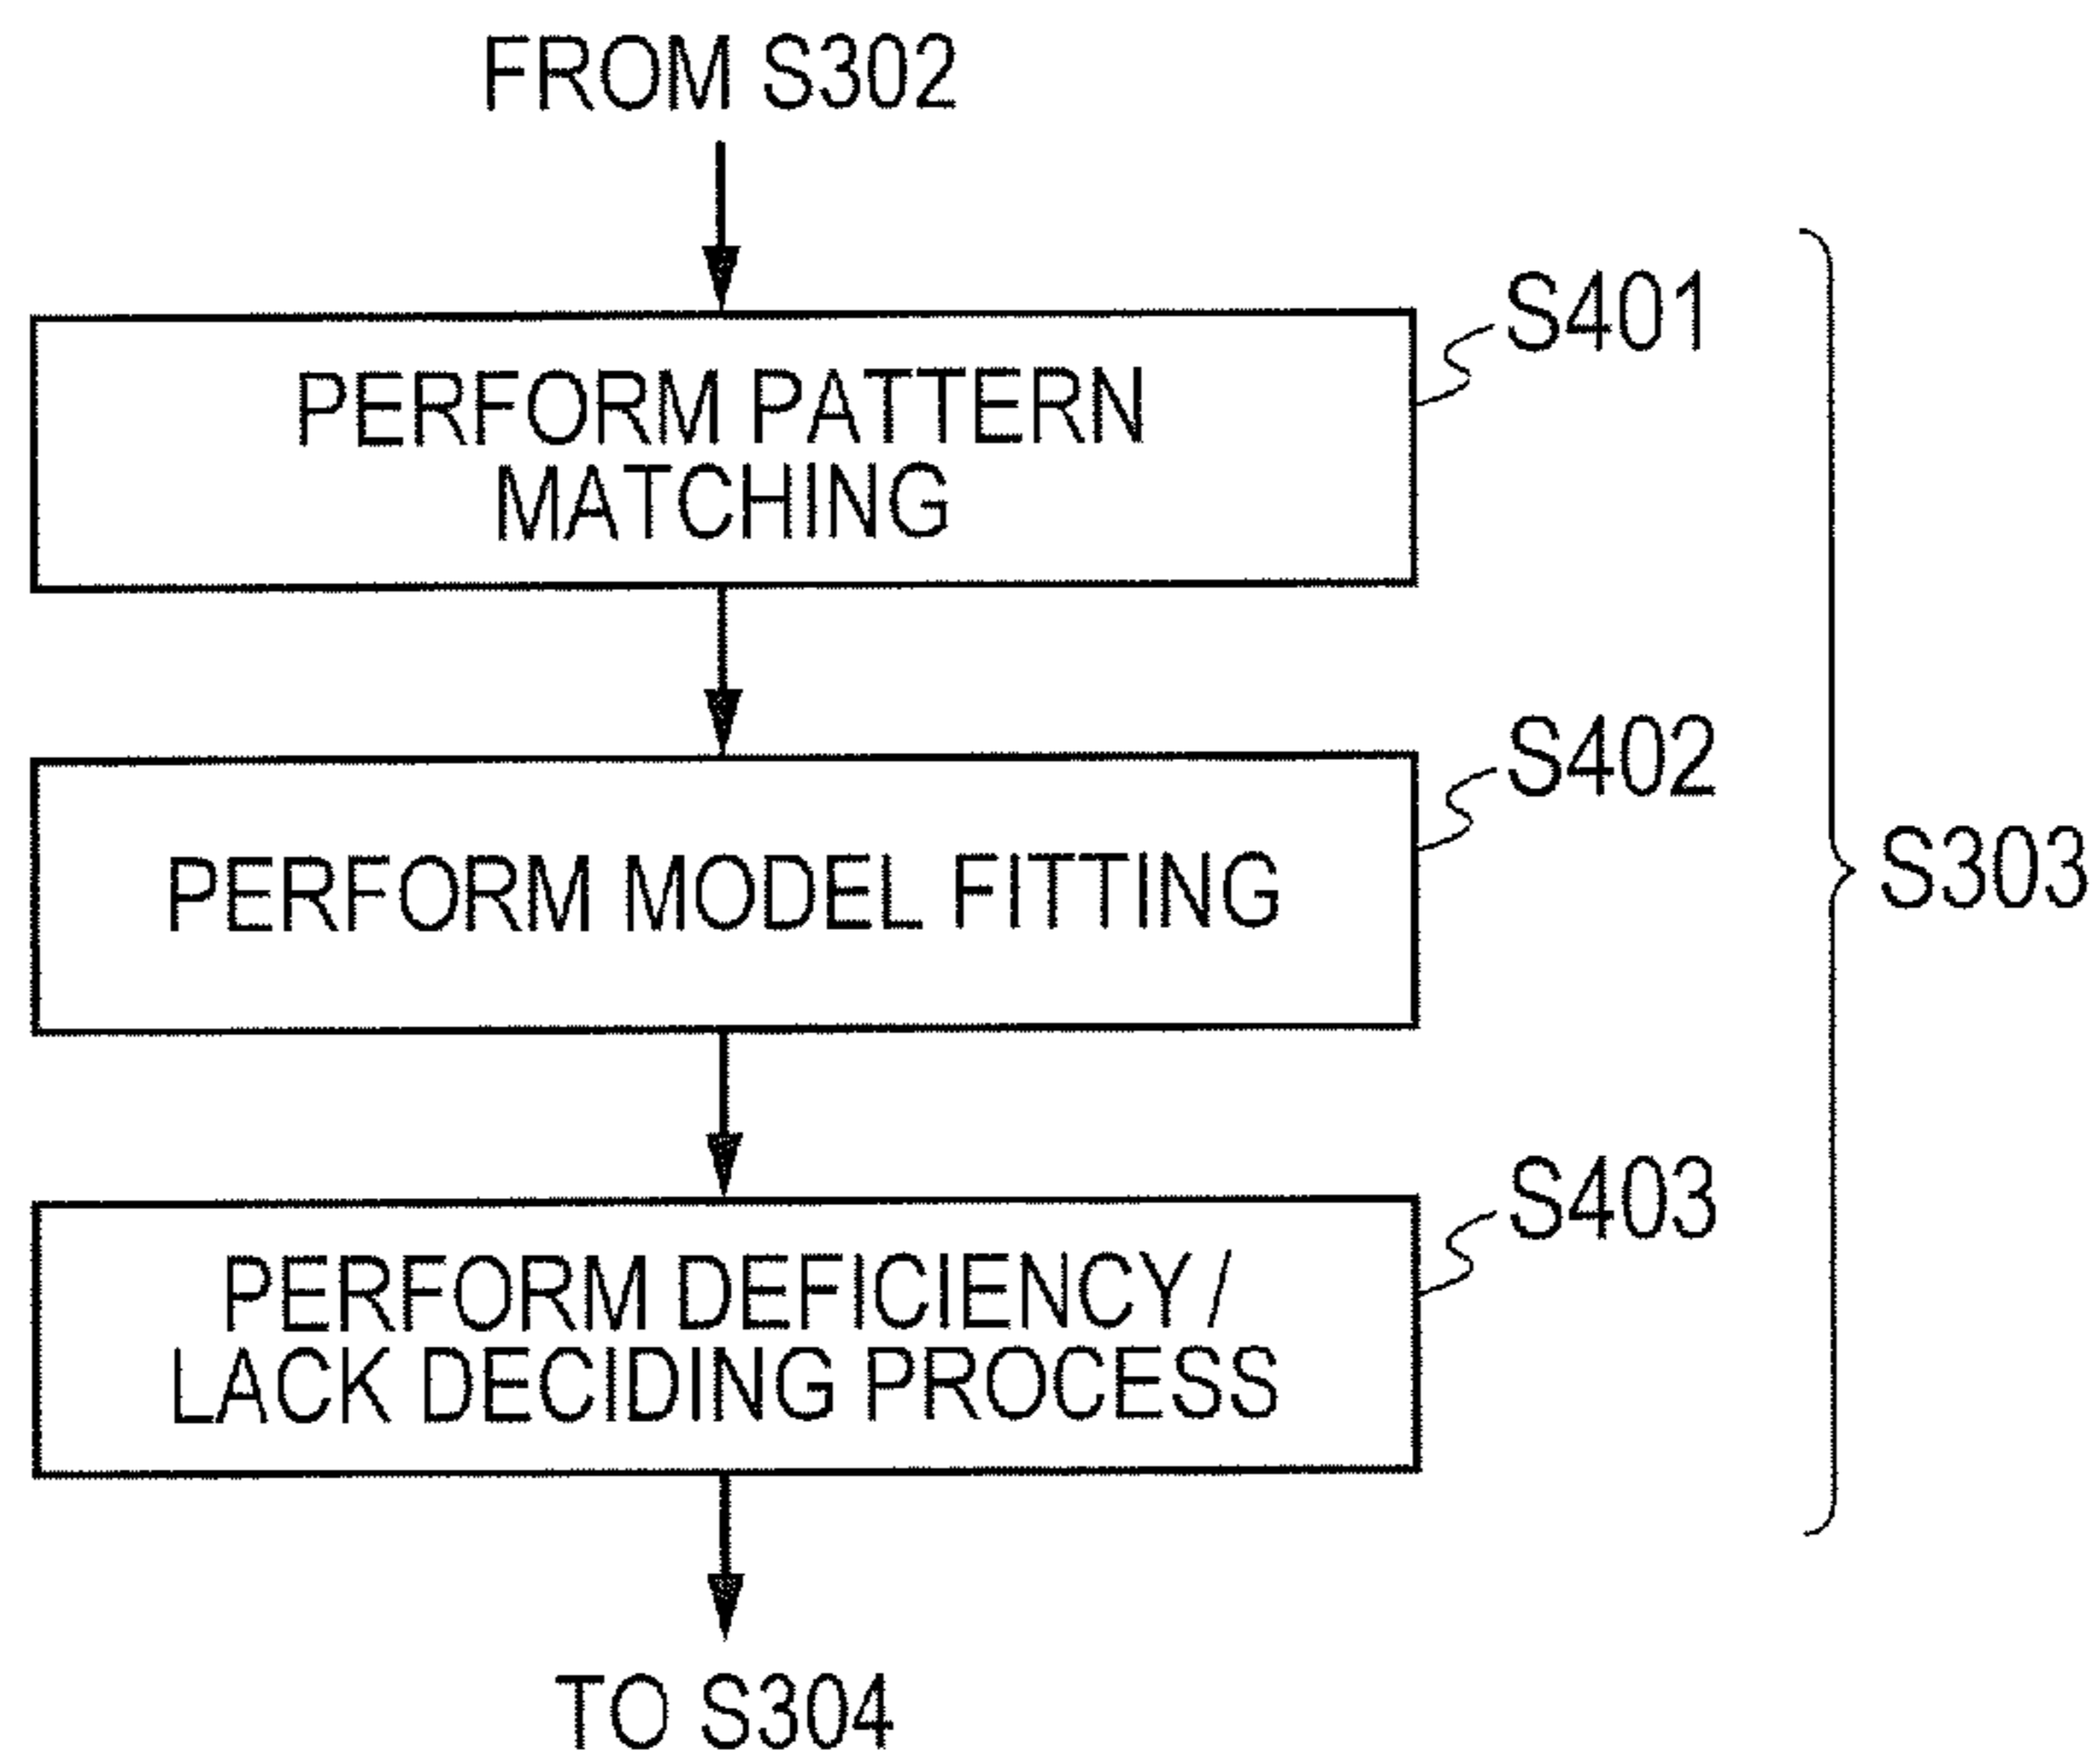 FROM S302
S401
PERFORM PATTERN
MATCHING
S402
PERFORM MODEL FITTING
S303
S403
PERFORM DEFICIENCY /
LACK DECIDING PROCESS
TO S304